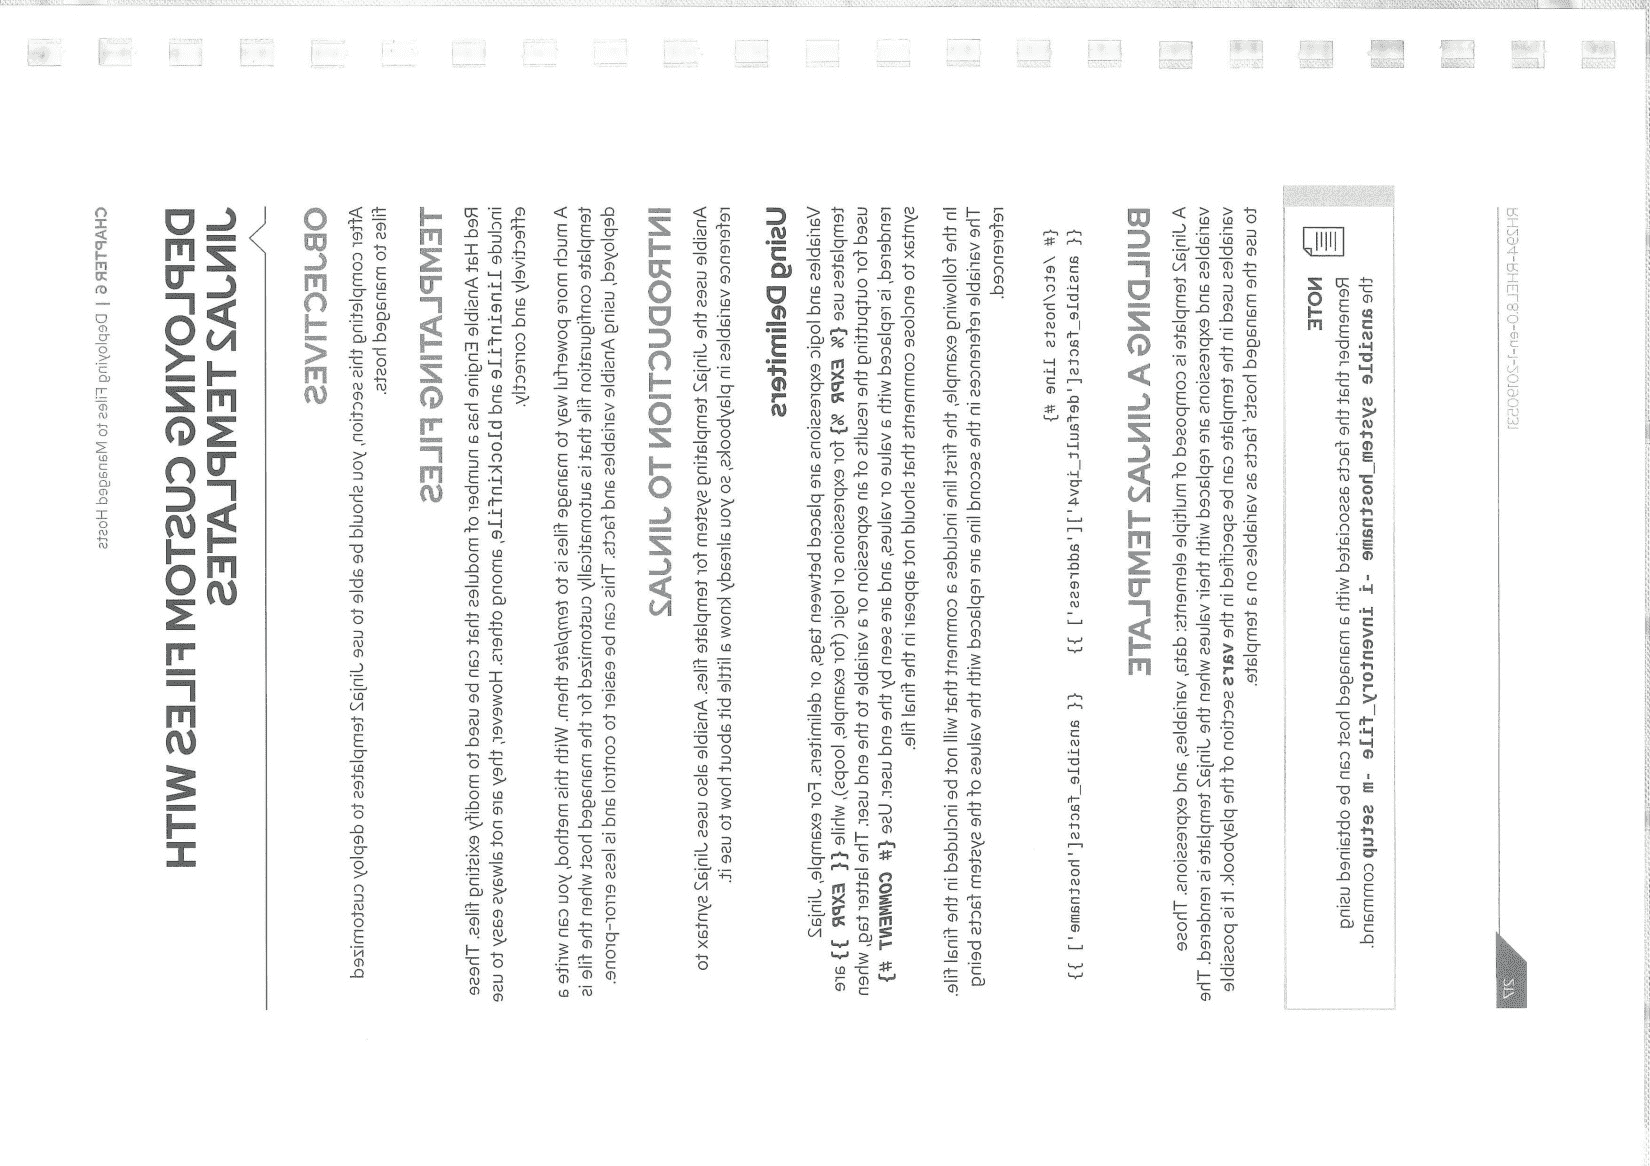 CHAPTER 6 | Deploying Files to Managed Hosts
DEPLOYING CUSTOM FILES WITH
JINJA2 TEMPLATES
OBJECTIVES
After completing this section, you should be able to use Jinja2 templates to deploy customized
files to managed hosts.
TEMPLATING FILES
Red Hat Ansible Engine has a number of modules that can be used to modify existing files. These
include lineinfile and blockinfile, among others. However, they are not always easy to use
effectively and correctly.
A much more powerful way to manage files is to template them. With this method, you can write a
template configuration file that is automatically customized for the managed host when the file is
deployed, using Ansible variables and facts. This can be easier to control and is less error-prone.
INTRODUCTION TO JINJA2
Ansible uses the Jinja2 templating system for template files. Ansible also uses Jinja2 syntax to
reference variables in playbooks, so you already know a little bit about how to use it.
Using Delimiters
Variables and logic expressions are placed between tags, or delimiters. For example, Jinja2
templates use {% EXPR %} for expressions or logic (for example, loops), while {{ EXPR }} are
used for outputting the results of an expression or a variable to the end user. The latter tag, when
rendered, is replaced with a value or values, and are seen by the end user. Use {# COMMENT #}
syntax to enclose comments that should not appear in the final file.
In the following example, the first line includes a comment that will not be included in the final file.
The variable references in the second line are replaced with the values of the system facts being
referenced.
{# /etc/hosts line #}
{{ ansible_facts['default_ipv4']['address'] }} {{ ansible_facts['hostname'] }}
BUILDING A JINJA2 TEMPLATE
A Jinja2 template is composed of multiple elements: data, variables, and expressions. Those
variables and expressions are replaced with their values when the Jinja2 template is rendered. The
variables used in the template can be specified in the vars section of the playbook. It is possible
to use the managed hosts' facts as variables on a template.
NOTE
Remember that the facts associated with a managed host can be obtained using
the ansible system_hostname -i inventory_file -m setup command.
RH294-RHEL8.0-en-1-20190531
217